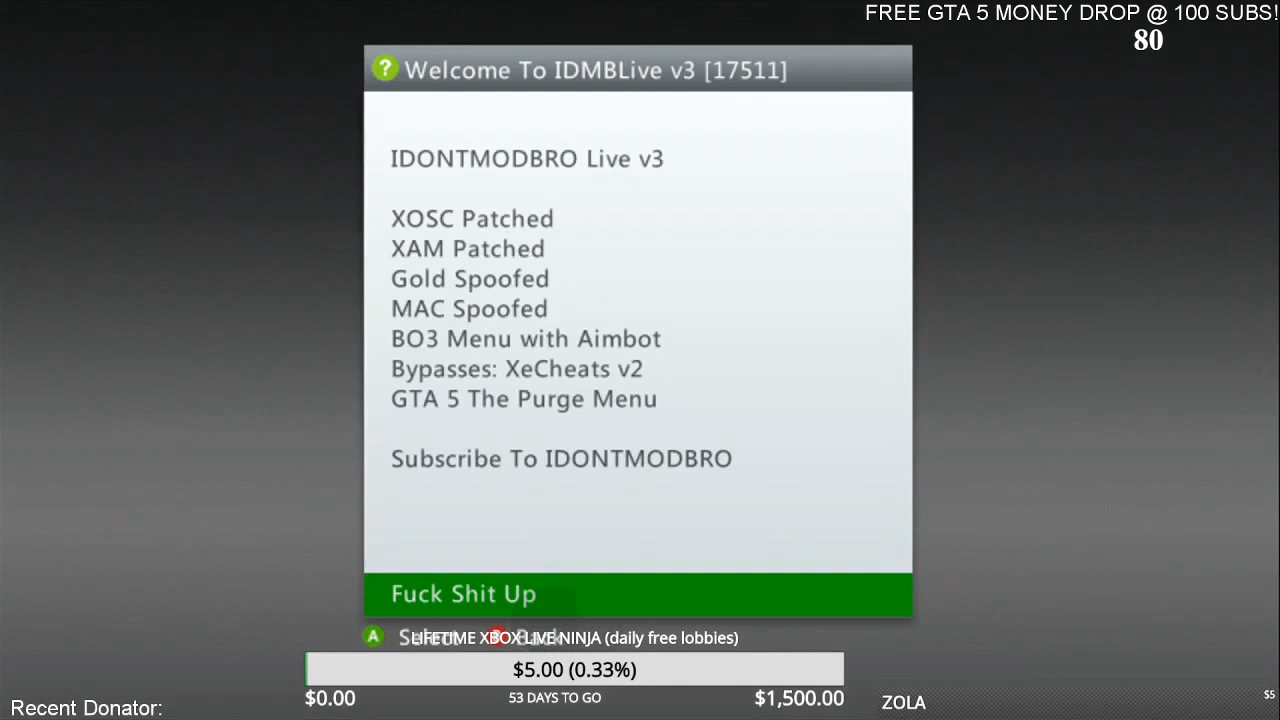 FREE GTA 5 MONEY DROP @ 100 SUBS!
80
Welcome To IDMBLive v3 [17511]
IDONTMODBRO Live v3
XOSC Patched
XAM Patched
Gold Spoofed
MAC Spoofed
BO3 Menu with Aimbot
Bypasses: XeCheats v2
GTA 5 The Purge Menu
Subscribe To IDONTMODBRO
Fuck Shit Up
A Select B Back
LIFETIME XBOX LIVE NINJA (daily free lobbies)
$5.00 (0.33%)
$0.00 53 DAYS TO GO $1,500.00
Recent Donator: ZOLA $5